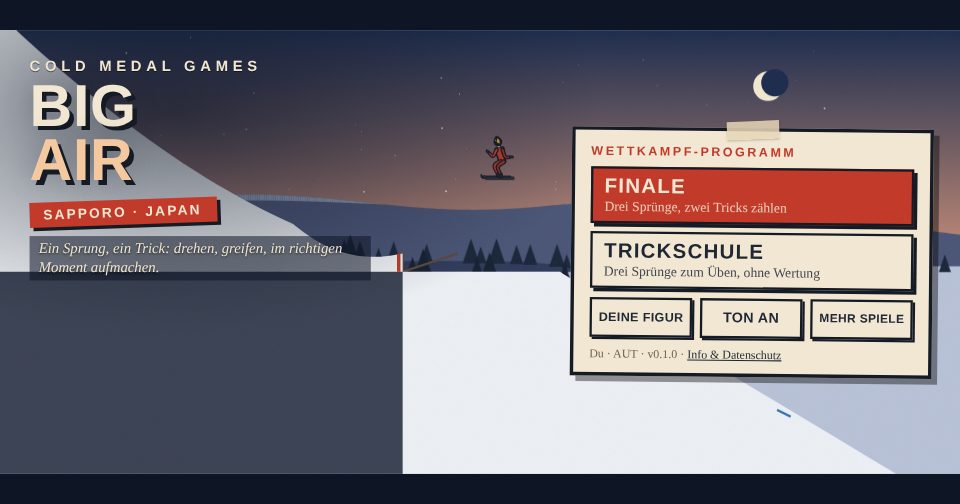 COLD MEDAL GAMES
BIG
AIR
SAPPORO · JAPAN
Ein Sprung, ein Trick: drehen, greifen, im richtigen
Moment aufmachen.
WETTKAMPF-PROGRAMM
FINALE
Drei Sprünge, zwei Tricks zählen
TRICKSCHULE
Drei Sprünge zum Üben, ohne Wertung
DEINE FIGUR
TON AN
MEHR SPIELE
Du · AUT · v0.1.0 · Info & Datenschutz